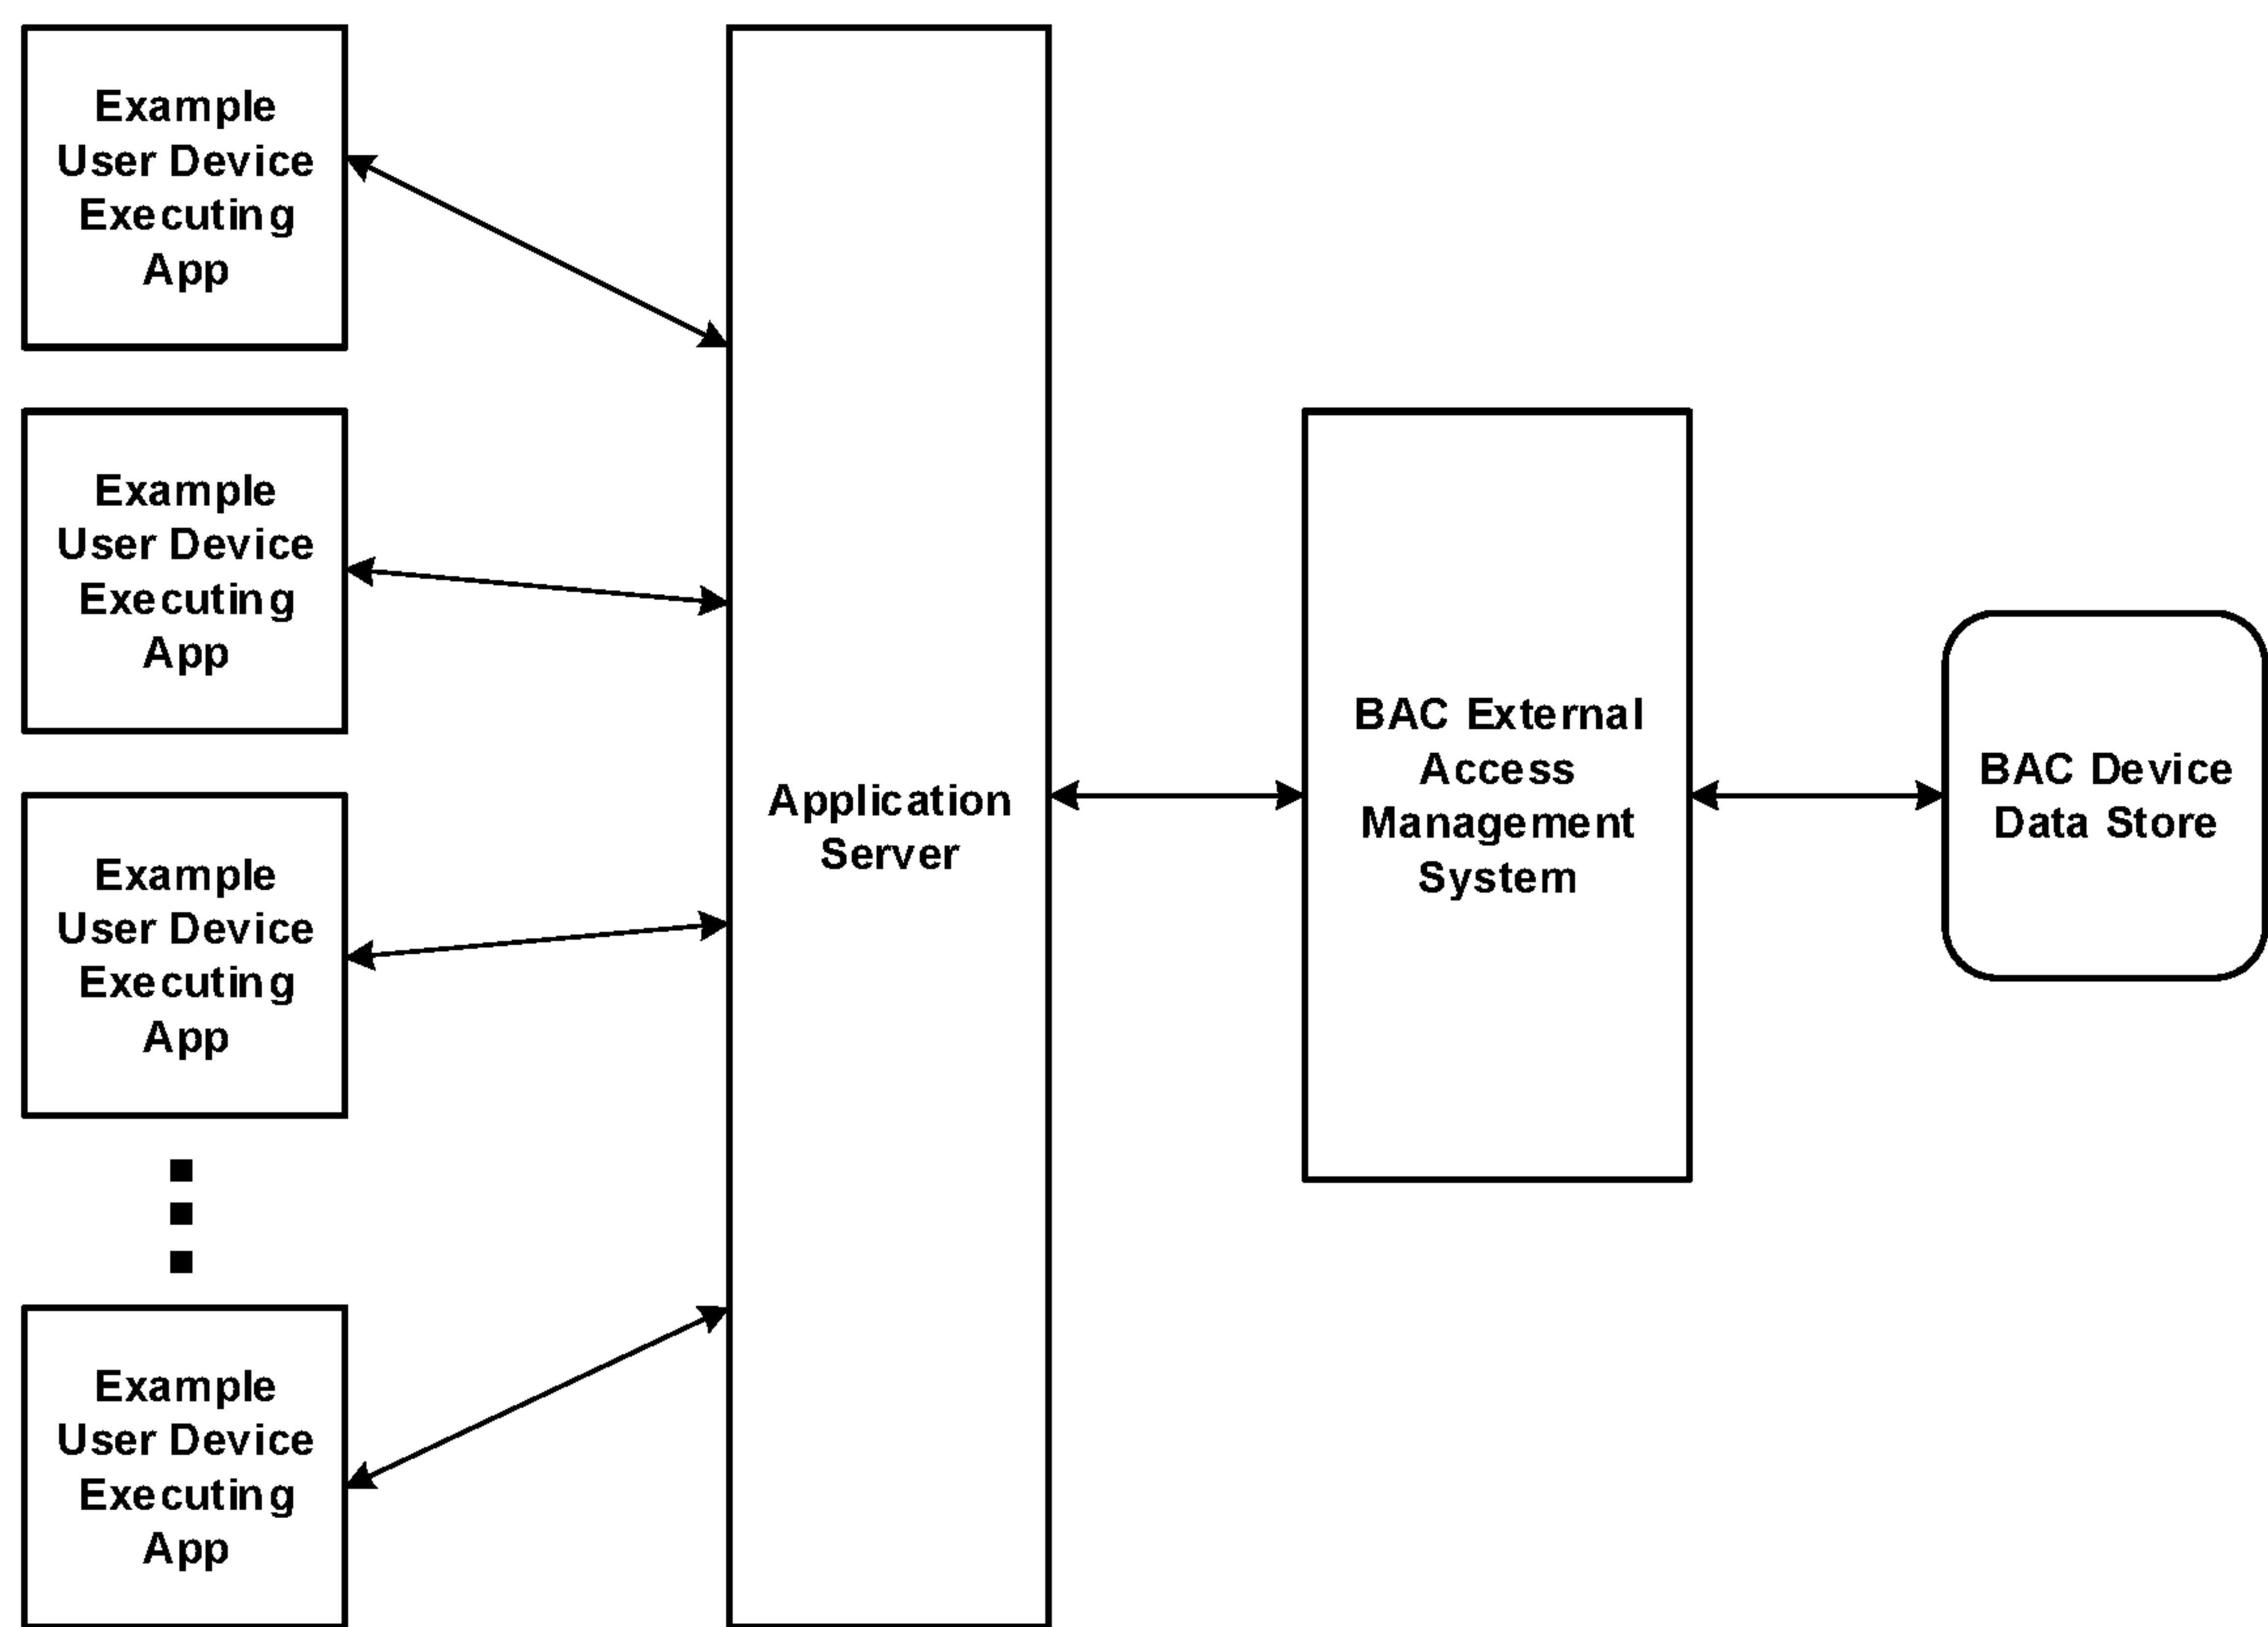 Example
User Device
Executing
App
Example
User Device
Executing
App
Example
User Device
Executing
App
Example
User Device
Executing
App
Application
Server
BAC External
Access
Management
System
BAC Device
Data Store